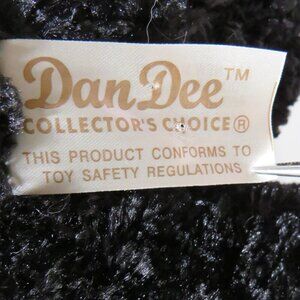 Dan Dee™
COLLECTOR'S CHOICE®
THIS PRODUCT CONFORMS TO
TOY SAFETY REGULATIONS